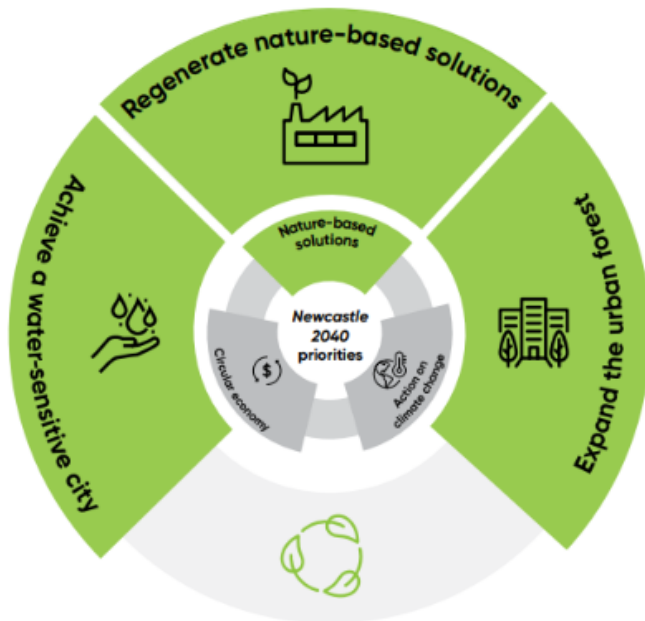 Regenerate nature-based solutions
Achieve a water-sensitive city
Expand the urban forest
Nature-based
solutions
Newcastle
2040
priorities
Circular economy
$
Action on
climate change